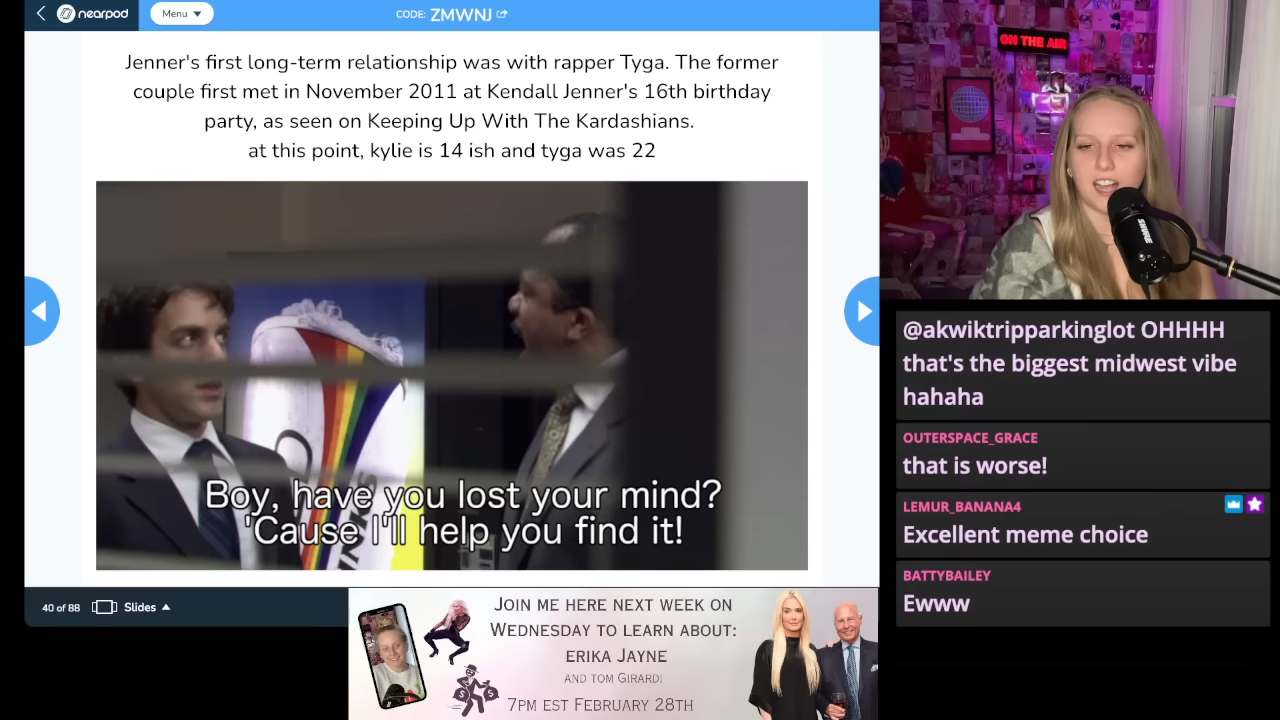 nearpod
Menu
CODE: ZMWNJ
ON THE AIR
Jenner's first long-term relationship was with rapper Tyga. The former
couple first met in November 2011 at Kendall Jenner's 16th birthday
party, as seen on Keeping Up With The Kardashians.
at this point, kylie is 14 ish and tyga was 22
Boy, have you lost your mind?
'Cause I'll help you find it!
SHURE
@akwiktripparkinglot OHHHH
that's the biggest midwest vibe
hahaha
OUTERSPACE_GRACE
that is worse!
LEMUR_BANANA4
Excellent meme choice
BATTYBAILEY
Ewww
40 of 88
Slides
JOIN ME HERE NEXT WEEK ON
WEDNESDAY TO LEARN ABOUT:
ERIKA JAYNE
AND TOM GIRARDI
7PM EST FEBRUARY 28TH